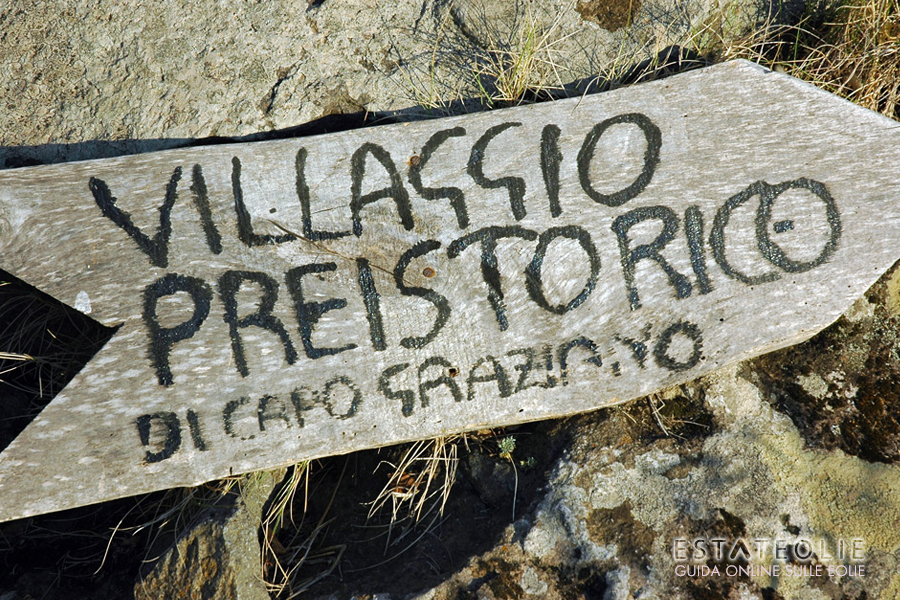 VILLAGGIO
PREISTORICO
DI CAPO GRAZIANO
ESTATEOLIE
GUIDA ONLINE SULLE EOLIE